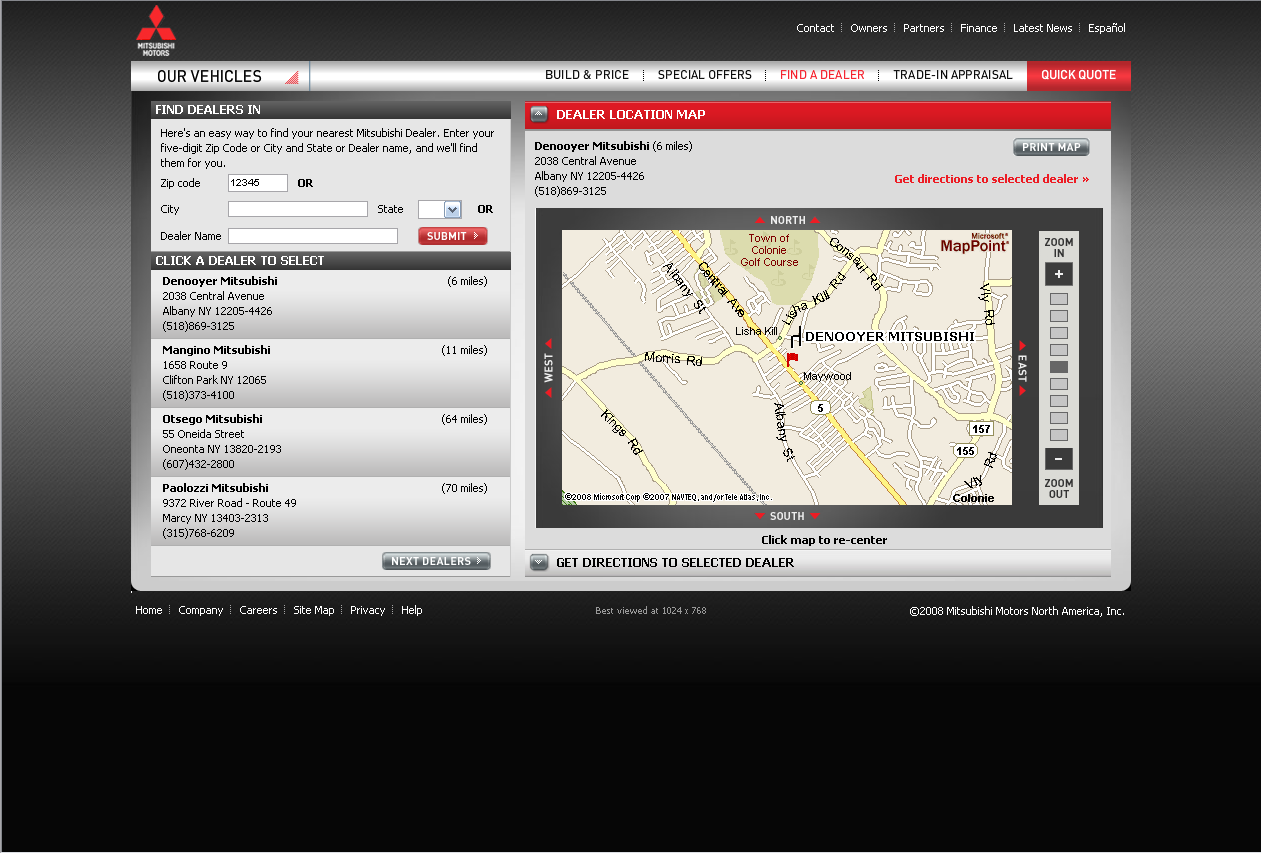 MITSUBISHI
MOTORS
Contact Owners Partners Finance Latest News Español
OUR VEHICLES
BUILD & PRICE SPECIAL OFFERS FIND A DEALER TRADE-IN APPRAISAL QUICK QUOTE
FIND DEALERS IN
Here's an easy way to find your nearest Mitsubishi Dealer. Enter your
five-digit Zip Code or City and State or Dealer name, and we'll find
them for you.
Zip code 12345 OR
City State OR
Dealer Name SUBMIT
CLICK A DEALER TO SELECT
Denooyer Mitsubishi (6 miles)
2038 Central Avenue
Albany NY 12205-4426
(518)869-3125
Mangino Mitsubishi (11 miles)
1658 Route 9
Clifton Park NY 12065
(518)373-4100
Otsego Mitsubishi (64 miles)
55 Oneida Street
Oneonta NY 13820-2193
(607)432-2800
Paolozzi Mitsubishi (70 miles)
9372 River Road - Route 49
Marcy NY 13403-2313
(315)768-6209
NEXT DEALERS
DEALER LOCATION MAP
Denooyer Mitsubishi (6 miles)
2038 Central Avenue
Albany NY 12205-4426
(518)869-3125
PRINT MAP
Get directions to selected dealer »
NORTH
WEST
EAST
SOUTH
Town of
Colonie
Golf Course
Microsoft®
MapPoint®
Consaul Rd
Albany St
Central Ave
Lisha Kill Rd
Vly Rd
Lisha Kill
DENOOYER MITSUBISHI
Morris Rd
Maywood
5
Albany St
Kings Rd
157
155
Vly Rd
Colonie
©2008 Microsoft Corp ©2007 NAVTEQ, and/or Tele Atlas, Inc.
ZOOM
IN
+
-
ZOOM
OUT
Click map to re-center
GET DIRECTIONS TO SELECTED DEALER
Home Company Careers Site Map Privacy Help
Best viewed at 1024 x 768
©2008 Mitsubishi Motors North America, Inc.